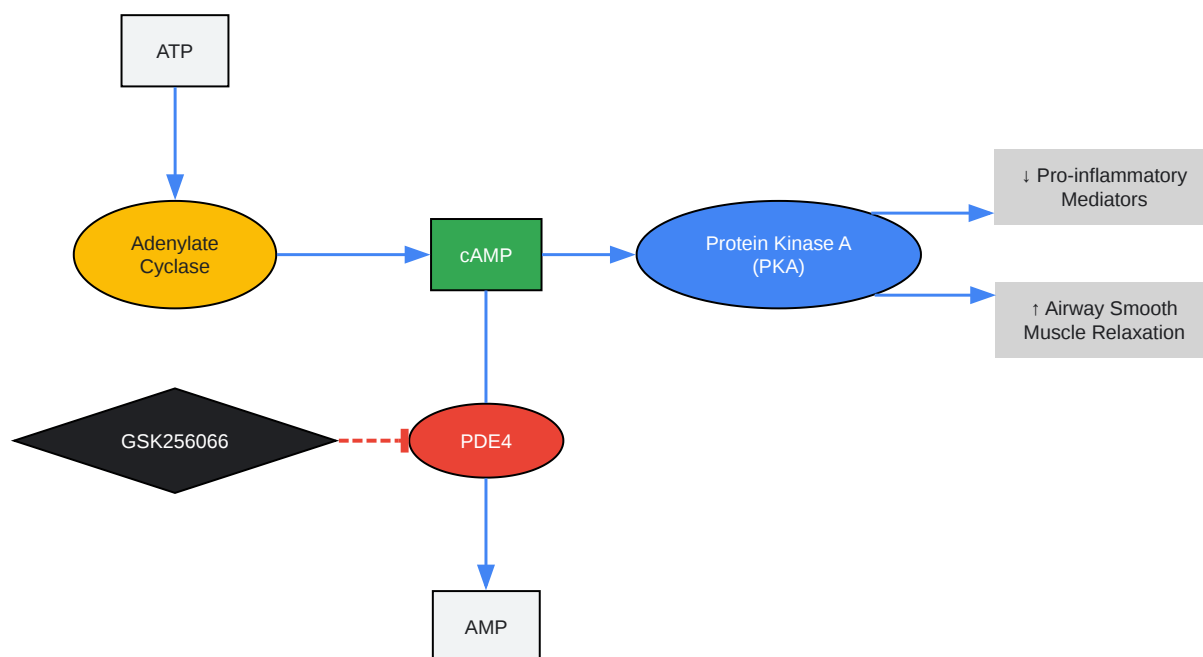 ATP
↓ Pro-inflammatory
Mediators
Adenylate
Cyclase
cAMP
Protein Kinase A
(PKA)
↑ Airway Smooth
Muscle Relaxation
GSK256066
PDE4
AMP